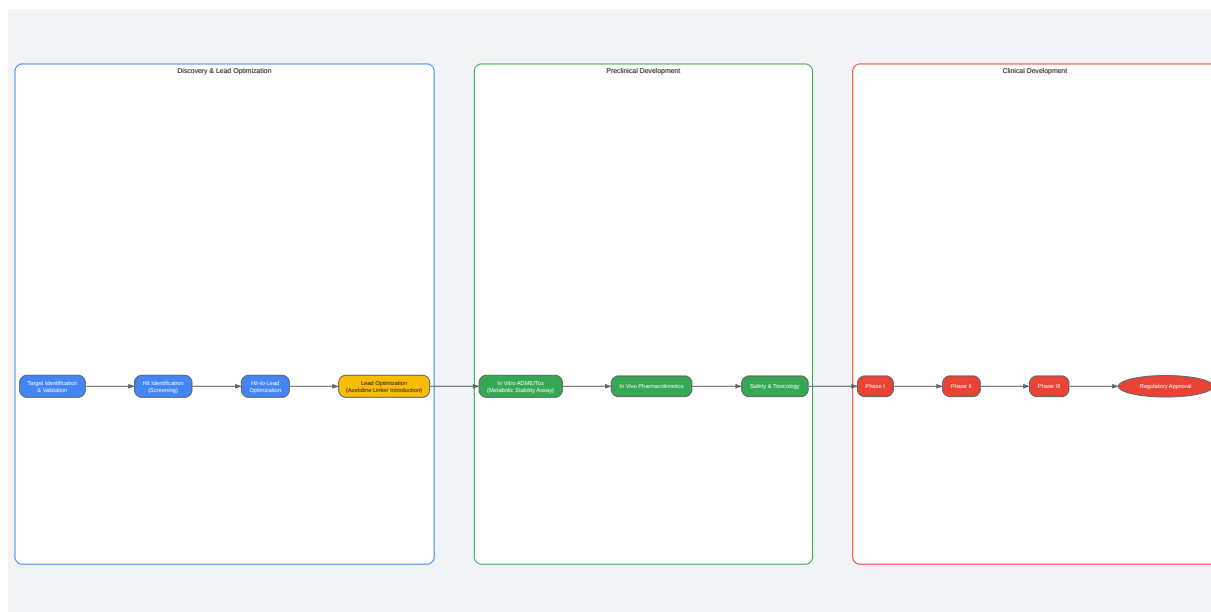 Discovery & Lead Optimization
Target Identification
& Validation
Hit Identification
(Screening)
Hit-to-Lead
Optimization
Lead Optimization
(Azetidine Linker Introduction)
Preclinical Development
In Vitro ADME/Tox
(Metabolic Stability Assay)
In Vivo Pharmacokinetics
Safety & Toxicology
Clinical Development
Phase I
Phase II
Phase III
Regulatory Approval